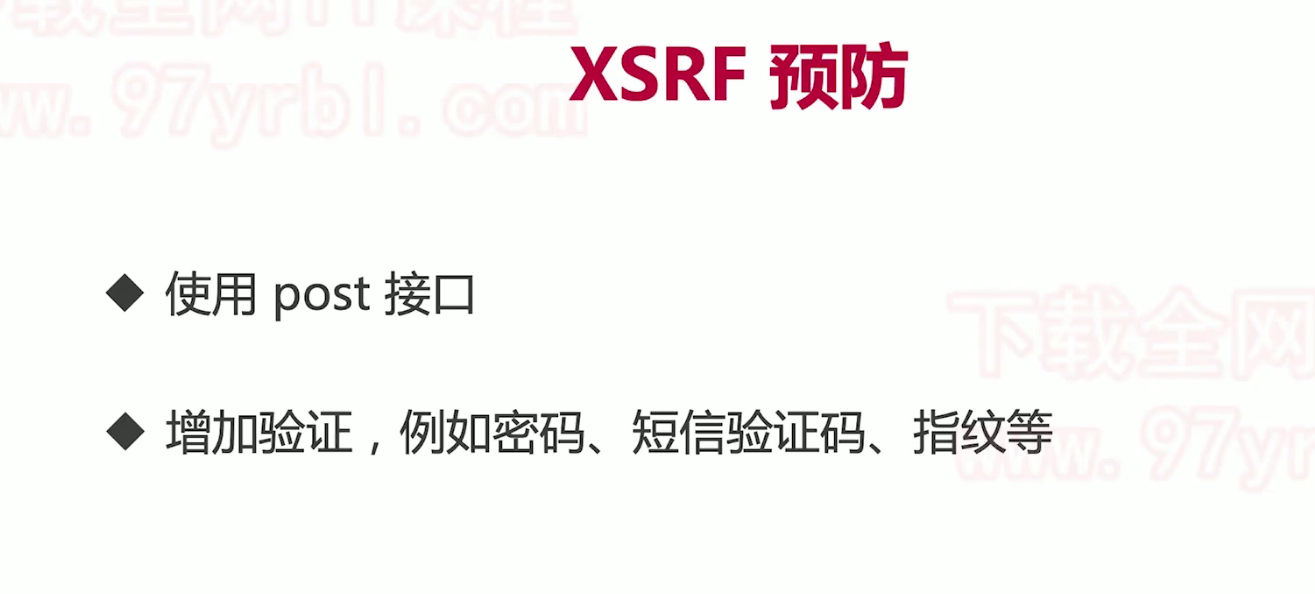 下载全网IT课程
www.97yrbl.com
XSRF 预防
使用 post 接口
增加验证，例如密码、短信验证码、指纹等
下载全网
www.97yr